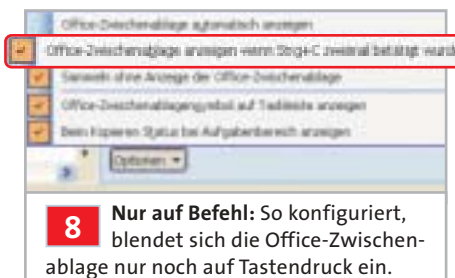 Office-Zwischenablage automatisch anzeigen
Office-Zwischenablage anzeigen wenn Strg+C zweimal betätigt wurde
Sammeln ohne Anzeige der Office-Zwischenablage
Office-Zwischenablagensymbol auf Taskleiste anzeigen
Beim Kopieren Status bei Aufgabenbereich anzeigen
Optionen
8 Nur auf Befehl: So konfiguriert,
blendet sich die Office-Zwischen-
ablage nur noch auf Tastendruck ein.